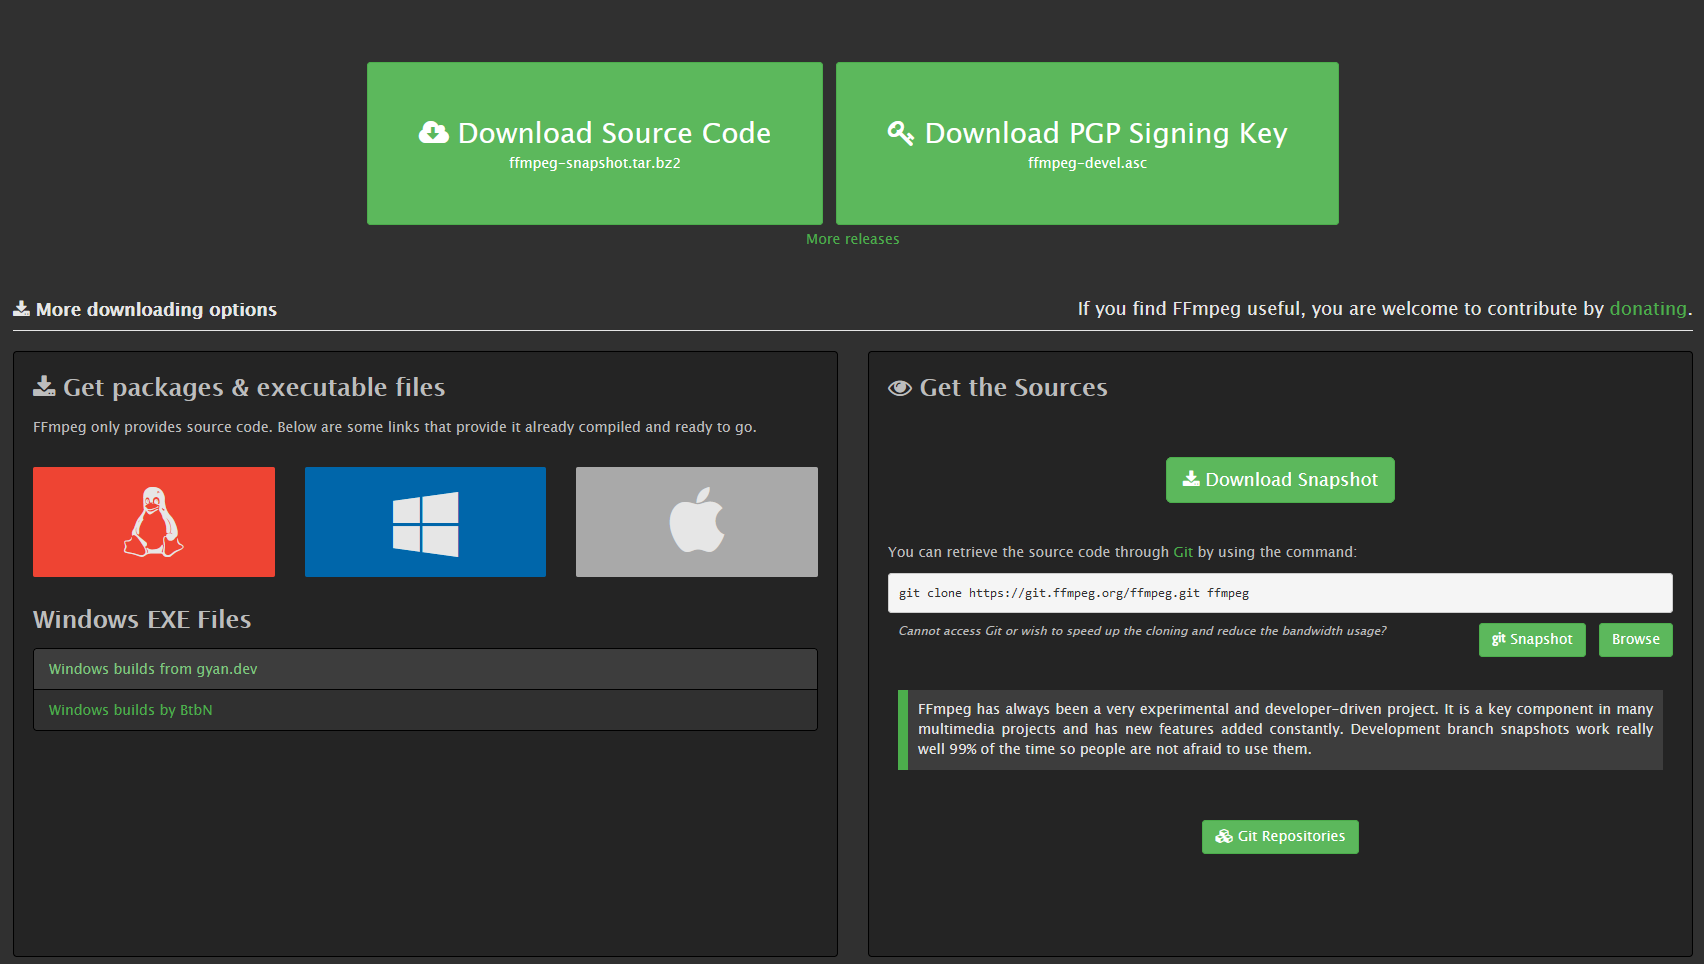 Download Source Code
ffmpeg-snapshot.tar.bz2
Download PGP Signing Key
ffmpeg-devel.asc
More releases
More downloading options
If you find FFmpeg useful, you are welcome to contribute by donating.
Get packages & executable files
FFmpeg only provides source code. Below are some links that provide it already compiled and ready to go.
Windows EXE Files
Windows builds from gyan.dev
Windows builds by BtbN
Get the Sources
Download Snapshot
You can retrieve the source code through Git by using the command:
git clone https://git.ffmpeg.org/ffmpeg.git ffmpeg
Cannot access Git or wish to speed up the cloning and reduce the bandwidth usage?
git Snapshot
Browse
FFmpeg has always been a very experimental and developer-driven project. It is a key component in many
multimedia projects and has new features added constantly. Development branch snapshots work really
well 99% of the time so people are not afraid to use them.
Git Repositories